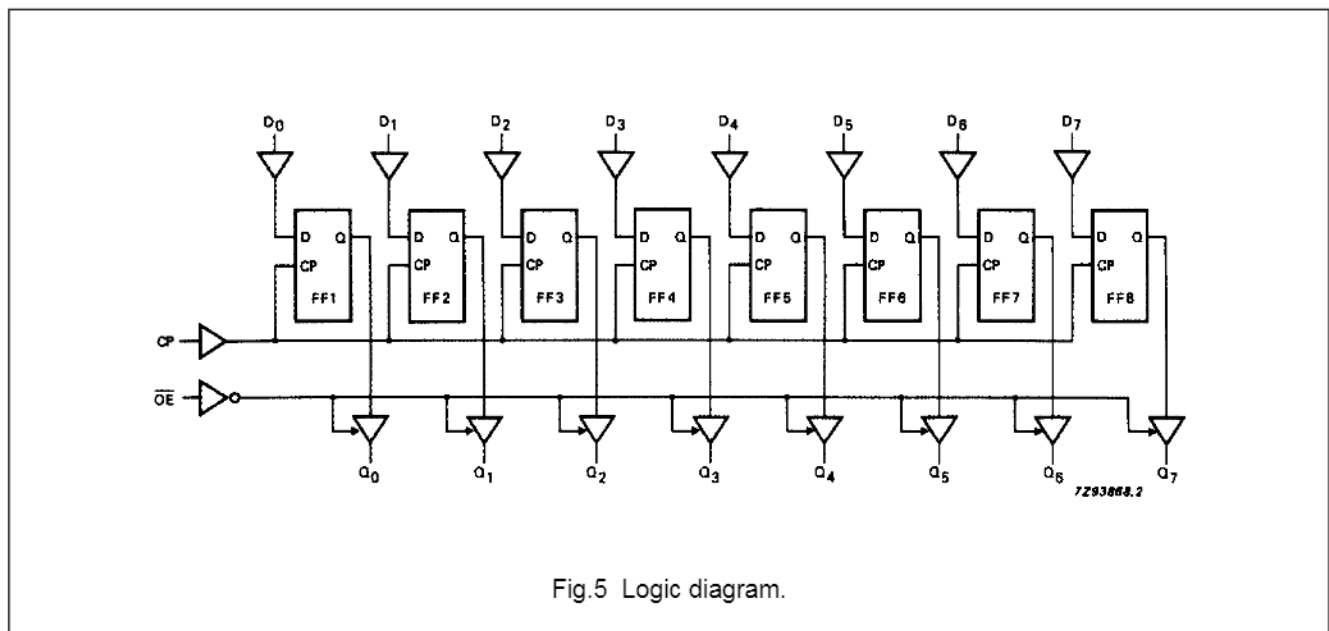 D0 D1 D2 D3 D4 D5 D6 D7
D Q D Q D Q D Q D Q D Q D Q D Q
CP CP CP CP CP CP CP CP
FF1 FF2 FF3 FF4 FF5 FF6 FF7 FF8
CP
OE
Q0 Q1 Q2 Q3 Q4 Q5 Q6 Q7
7Z93868.2
Fig.5 Logic diagram.